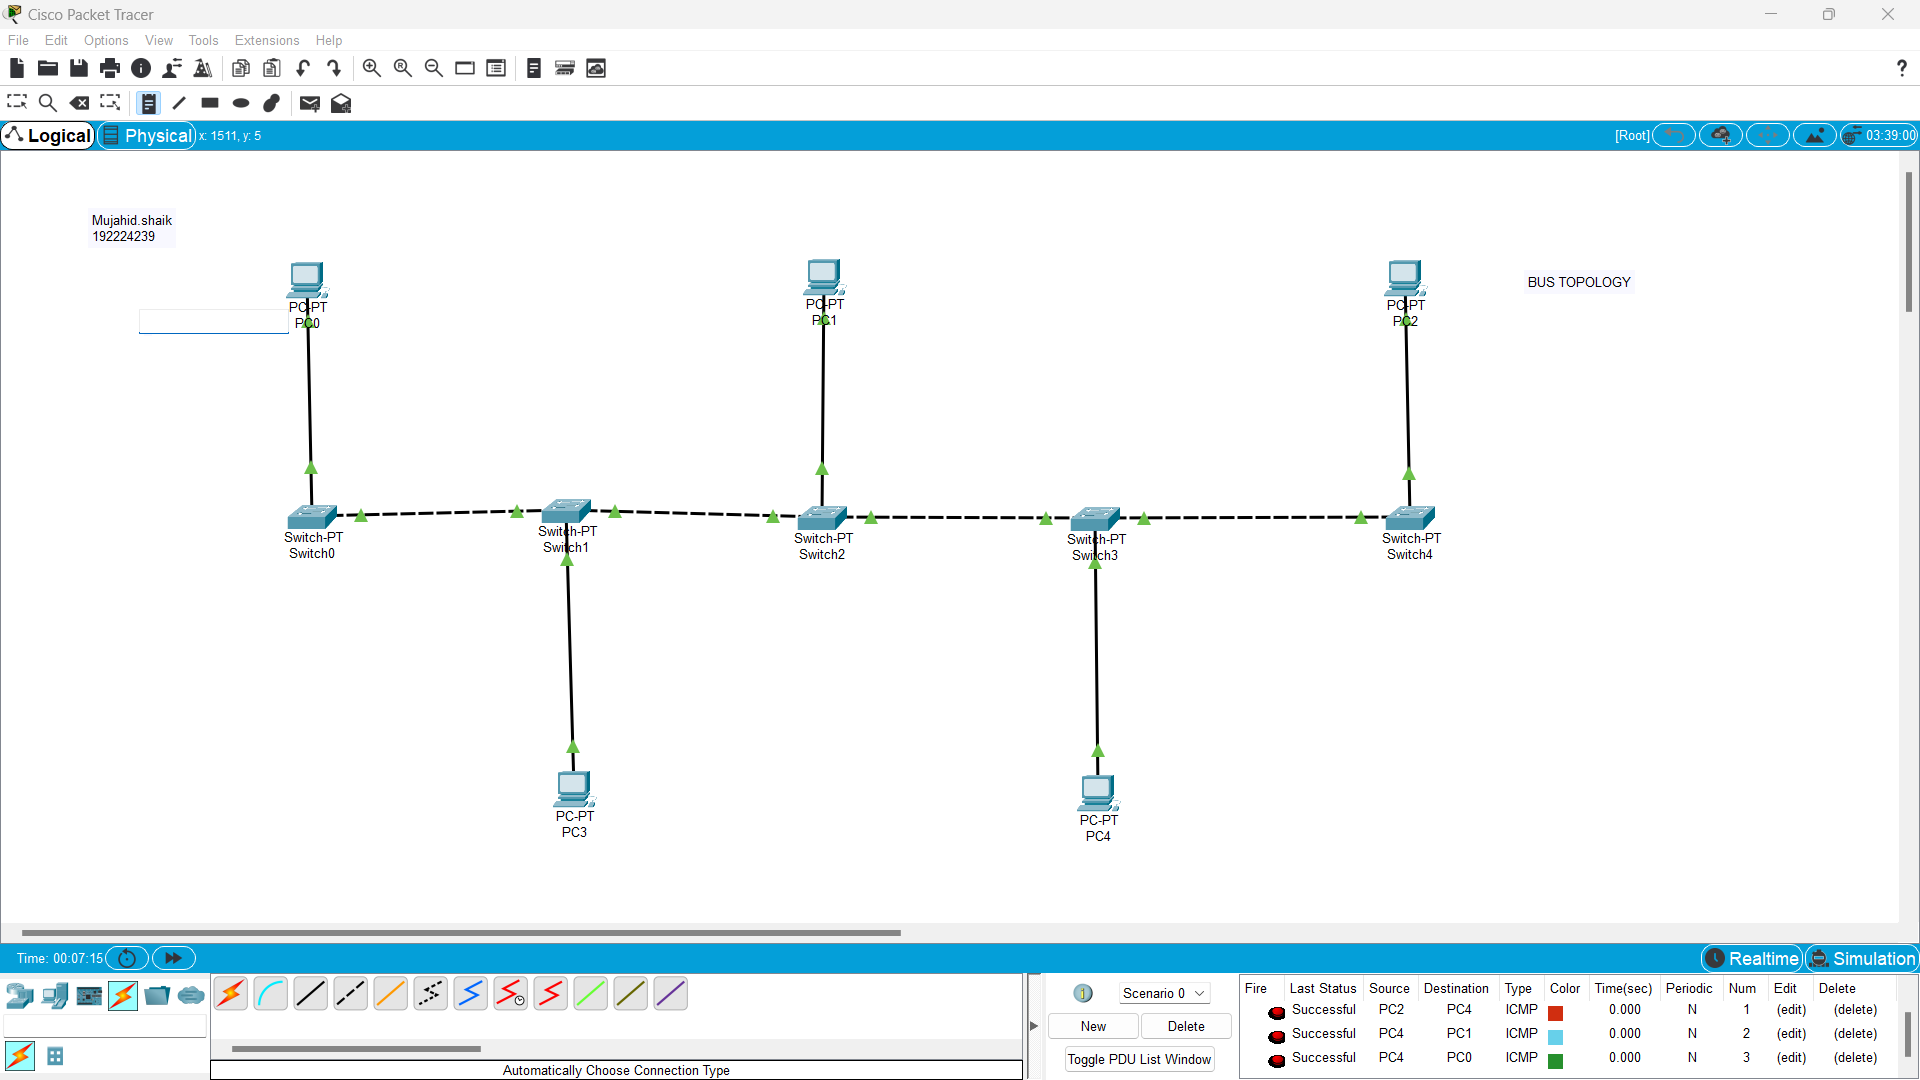 Cisco Packet Tracer
File Edit Options View Tools Extensions Help
?
Logical Physical x: 1511, y: 5 [Root] 03:39:00
Mujahid.shaik
192224239
BUS TOPOLOGY
PC-PT
PC0
PC-PT
PC1
PC-PT
PC2
Switch-PT
Switch0
Switch-PT
Switch1
Switch-PT
Switch2
Switch-PT
Switch3
Switch-PT
Switch4
PC-PT
PC3
PC-PT
PC4
Time: 00:07:15 Realtime Simulation
Scenario 0
New Delete
Toggle PDU List Window
Fire Last Status Source Destination Type Color Time(sec) Periodic Num Edit Delete
Successful PC2 PC4 ICMP 0.000 N 1 (edit) (delete)
Successful PC4 PC1 ICMP 0.000 N 2 (edit) (delete)
Successful PC4 PC0 ICMP 0.000 N 3 (edit) (delete)
Automatically Choose Connection Type